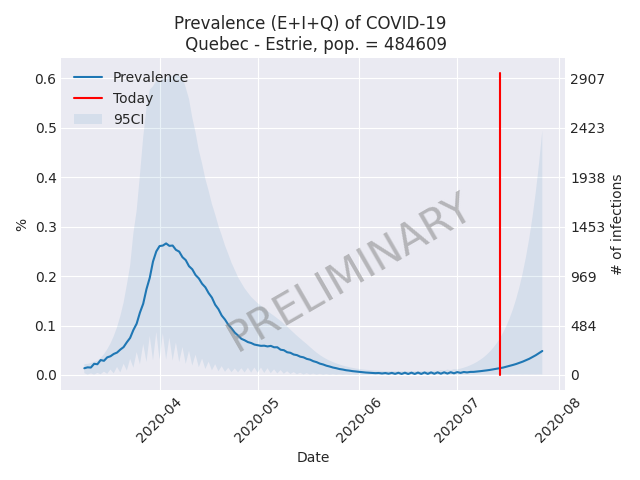 Prevalence (E+I+Q) of COVID-19
Quebec - Estrie, pop. = 484609
Prevalence
Today
95CI
0.6
0.5
0.4
0.3
0.2
0.1
0.0
%
2907
2423
1938
1453
969
484
0
# of infections
PRELIMINARY
2020-04
2020-05
2020-06
2020-07
2020-08
Date